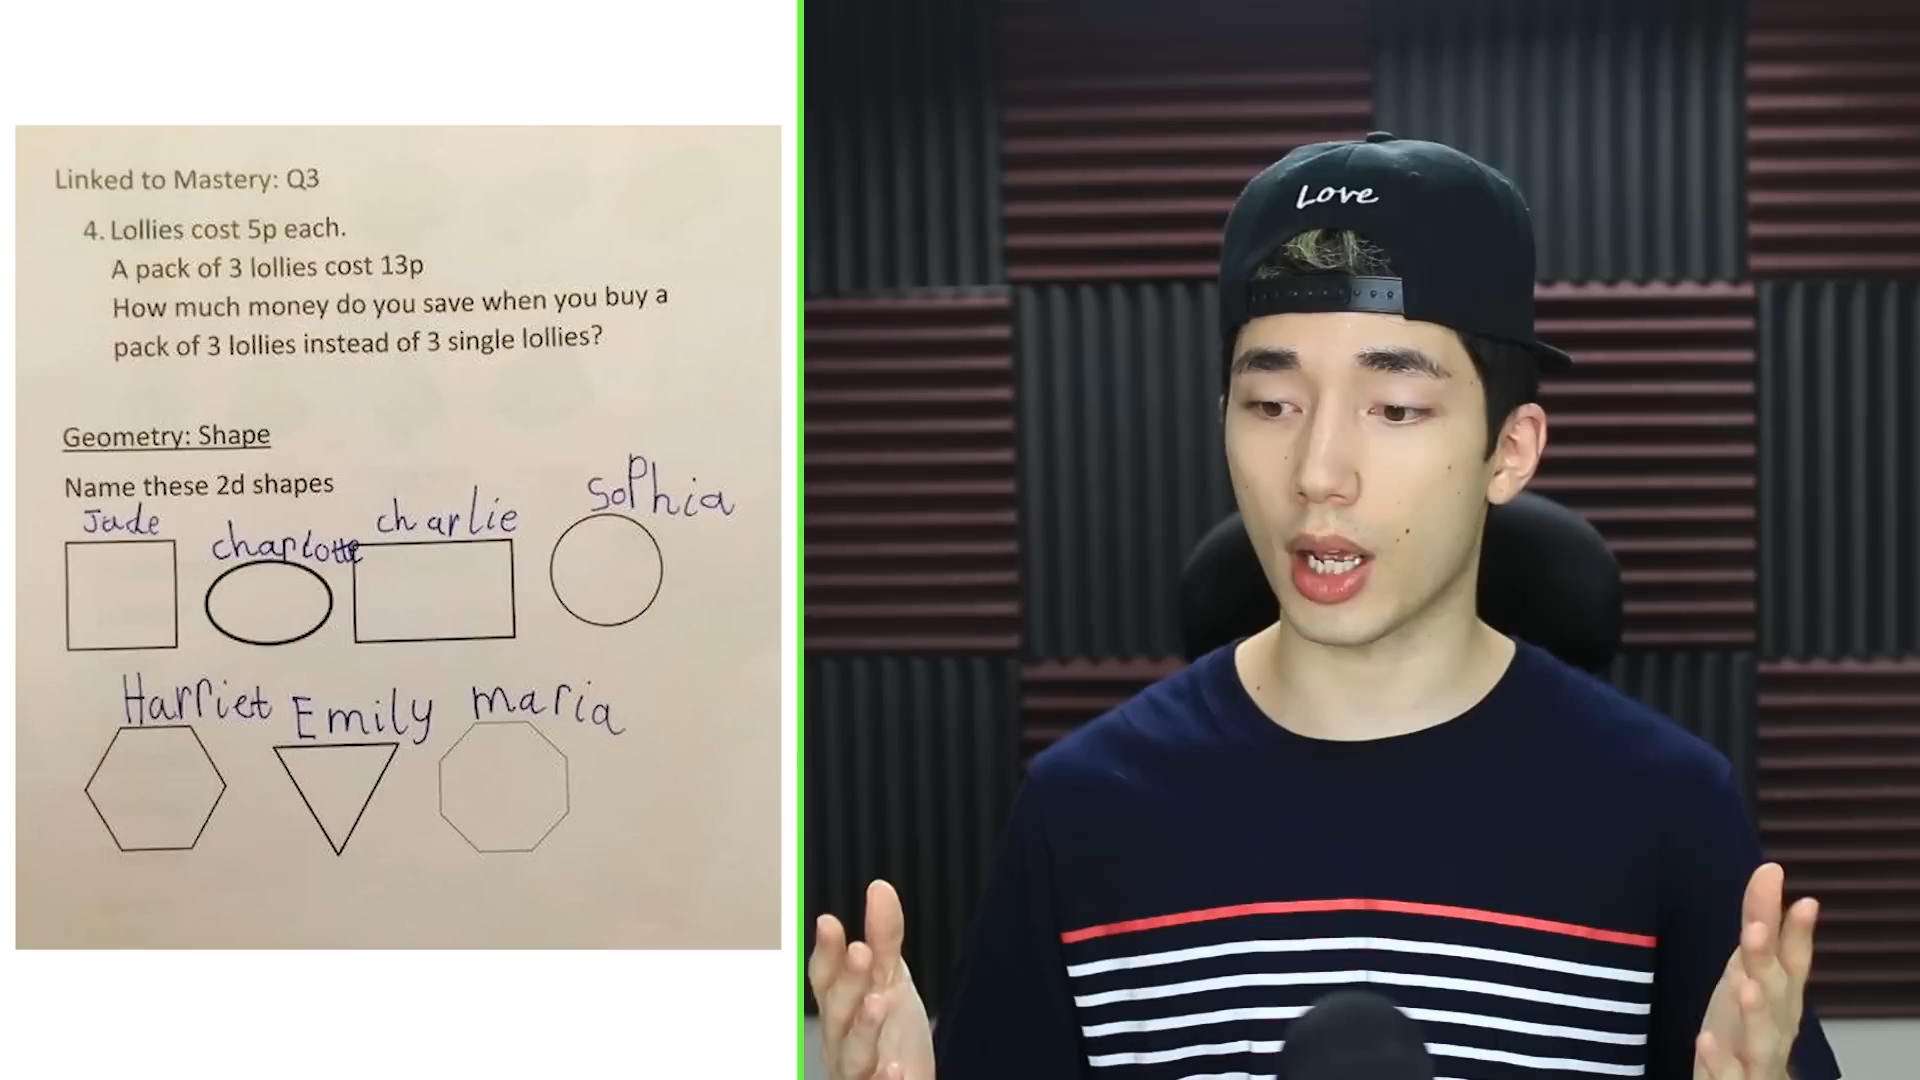 Linked to Mastery: Q3
4. Lollies cost 5p each.
A pack of 3 lollies cost 13p
How much money do you save when you buy a
pack of 3 lollies instead of 3 single lollies?
Geometry: Shape
Name these 2d shapes
Jade charlotte charlie Sophia
Harriet Emily maria
Love